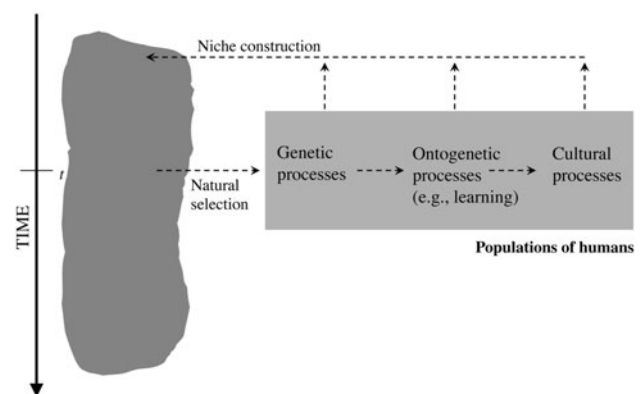 Niche construction
Genetic
processes
Ontogenetic
processes
(e.g., learning)
Cultural
processes
t
Natural
selection
TIME
Populations of humans